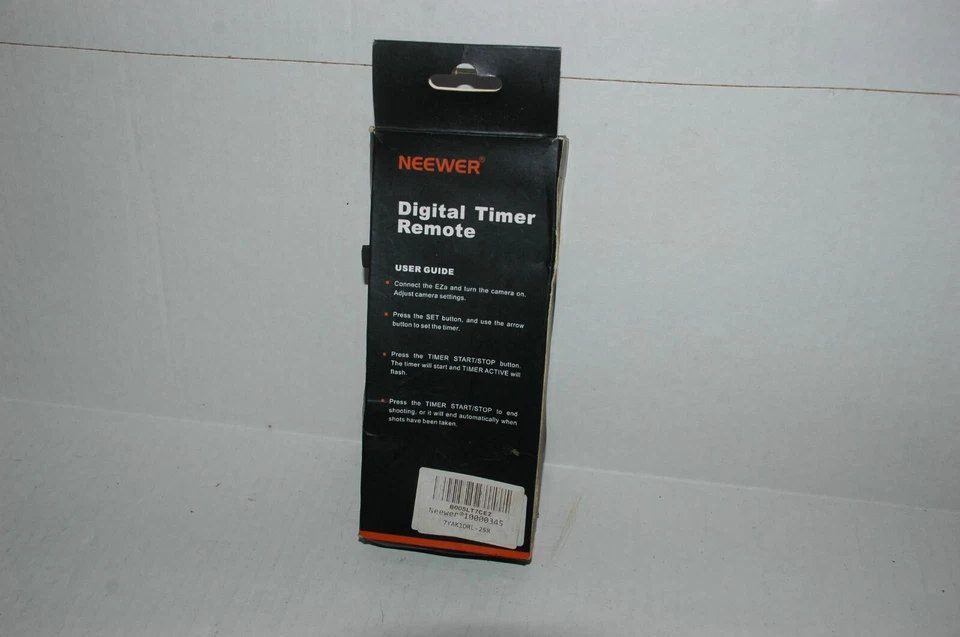 NEEWER®
Digital Timer
Remote
USER GUIDE
Connect the EZa and turn the camera on.
Adjust camera settings.
Press the SET button, and use the arrow
button to set the timer.
Press the TIMER START/STOP button.
The timer will start and TIMER ACTIVE will
flash.
Press the TIMER START/STOP to end
shooting, or it will end automatically when
shots have been taken.
B005LT7CEZ
Neewer®10000345